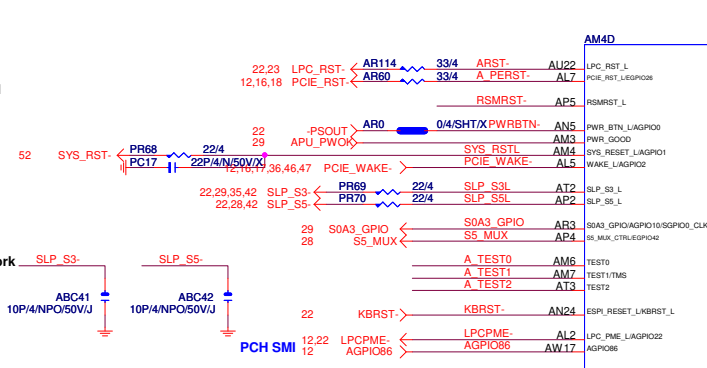 AM4D
22,23 LPC_RST- AR114 33/4 ARST- AU22 LPC_RST_L
12,16,18 PCIE_RST- AR60 33/4 A_PERST- AL7 PCIE_RST_L/EGPIO26
RSMRST- AP5 RSMRST_L
22 -PSOUT AR0 0/4/SHT/X PWRBTN- AN5 PWR_BTN_L/AGPIO0
29 APU_PWOK AM3 PWR_GOOD
52 SYS_RST- PR68 22/4 SYS_RSTL AM4 SYS_RESET_L/AGPIO1
PC17 22P/4/N/50V/X 12,16,17,36,46,47 PCIE_WAKE- PCIE_WAKE- AL5 WAKE_L/AGPIO2
22,29,35,42 SLP_S3- PR69 22/4 SLP_S3L AT2 SLP_S3_L
22,28,42 SLP_S5- PR70 22/4 SLP_S5L AP2 SLP_S5_L
29 S0A3_GPIO S0A3_GPIO AR3 S0A3_GPIO/AGPIO10/SGPIO0_CLK
28 S5_MUX S5_MUX AP4 S5_MUX_CTRL/EGPIO42
ork SLP_S3- SLP_S5- A_TEST0 AM6 TEST0
A_TEST1 AM7 TEST1/TMS
A_TEST2 AT3 TEST2
ABC41 ABC42
10P/4/NPO/50V/J 10P/4/NPO/50V/J
22 KBRST- KBRST- AN24 ESPI_RESET_L/KBRST_L
12,22 LPCPME- LPCPME- AL2 LPC_PME_L/AGPIO22
PCH SMI 12 AGPIO86 AGPIO86 AW17 AGPIO86